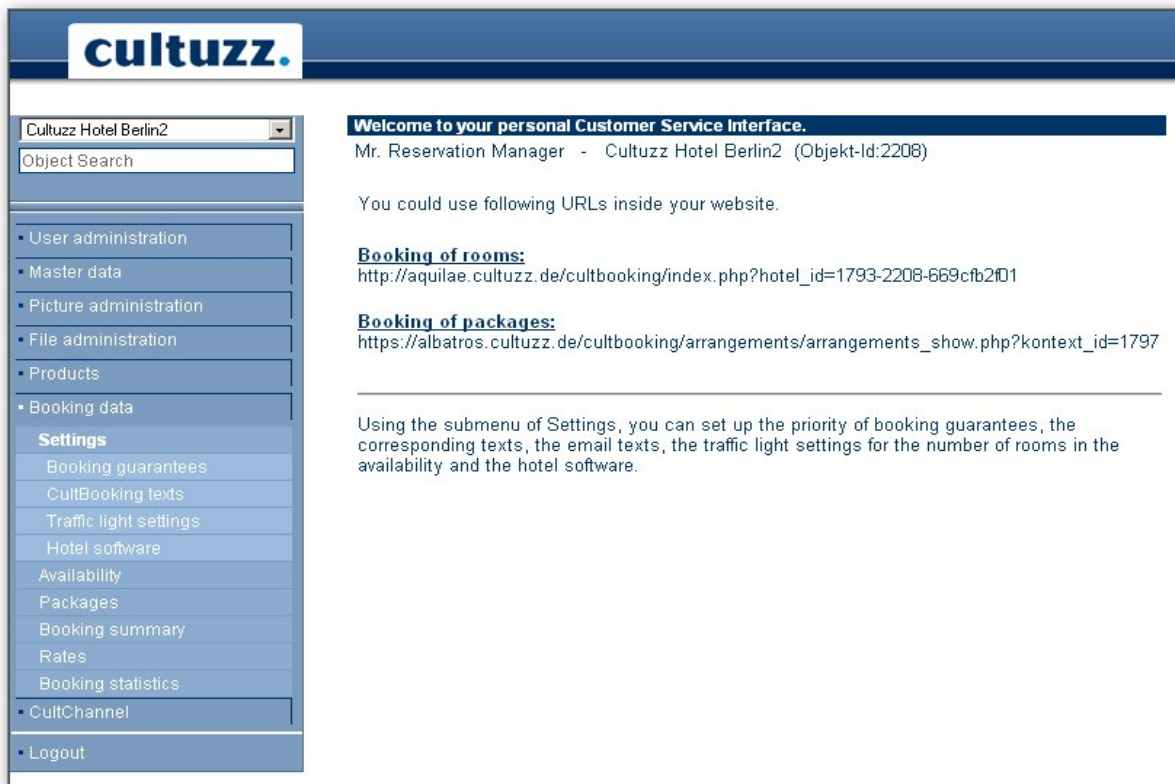 cultuzz.
Cultuzz Hotel Berlin2
Object Search
User administration
Master data
Picture administration
File administration
Products
Booking data
Settings
Booking guarantees
CultBooking texts
Traffic light settings
Hotel software
Availability
Packages
Booking summary
Rates
Booking statistics
CultChannel
Logout
Welcome to your personal Customer Service Interface.
Mr. Reservation Manager - Cultuzz Hotel Berlin2 (Objekt-Id:2208)
You could use following URLs inside your website.
Booking of rooms:
http://aquilae.cultuzz.de/cultbooking/index.php?hotel_id=1793-2208-669cfb2f01
Booking of packages:
https://albatros.cultuzz.de/cultbooking/arrangements/arrangements_show.php?kontext_id=1797
Using the submenu of Settings, you can set up the priority of booking guarantees, the
corresponding texts, the email texts, the traffic light settings for the number of rooms in the
availability and the hotel software.